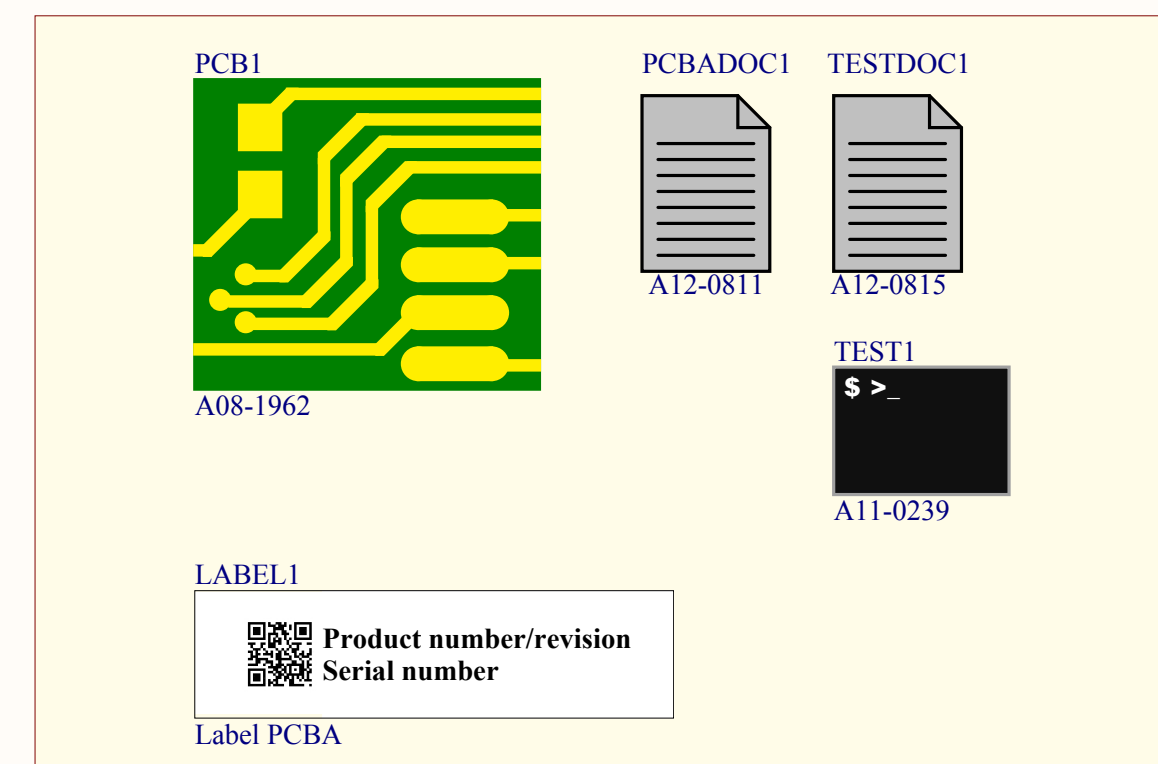 PCB1
PCBADOC1
TESTDOC1
A12-0811
A12-0815
TEST1
$ >_
A08-1962
A11-0239
LABEL1
Product number/revision
Serial number
Label PCBA